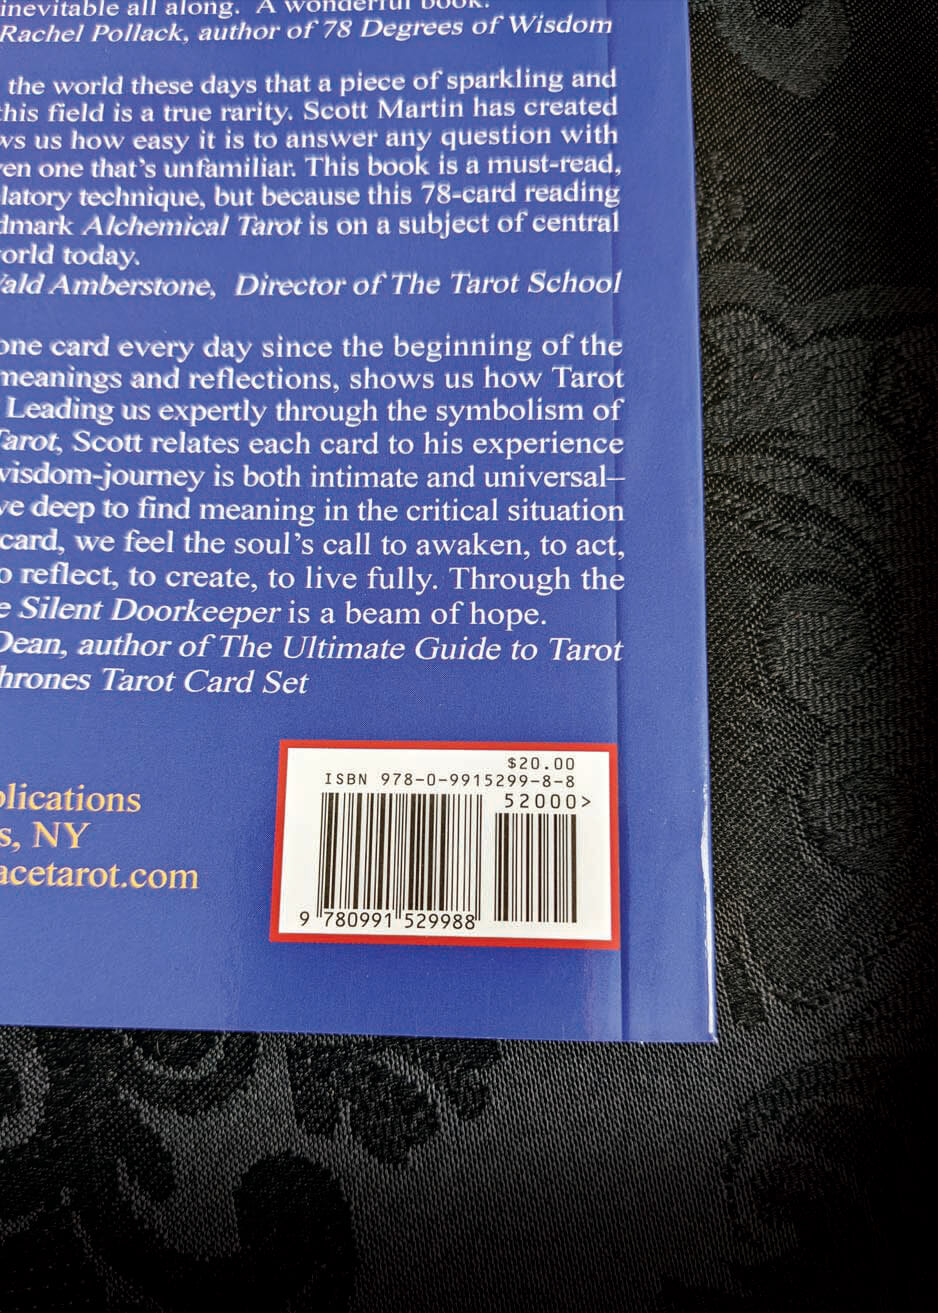 inevitable all along. A wonderful book.
Rachel Pollack, author of 78 Degrees of Wisdom
the world these days that a piece of sparkling and
this field is a true rarity. Scott Martin has created
ws us how easy it is to answer any question with
ven one that's unfamiliar. This book is a must-read,
latory technique, but because this 78-card reading
dmark Alchemical Tarot is on a subject of central
orld today.
Vald Amberstone, Director of The Tarot School
one card every day since the beginning of the
meanings and reflections, shows us how Tarot
Leading us expertly through the symbolism of
Tarot, Scott relates each card to his experience
wisdom-journey is both intimate and universal–
ve deep to find meaning in the critical situation
card, we feel the soul's call to awaken, to act,
o reflect, to create, to live fully. Through the
e Silent Doorkeeper is a beam of hope.
Dean, author of The Ultimate Guide to Tarot
hrones Tarot Card Set
$20.00
ISBN 978-0-9915299-8-8
52000>
9 780991 529988
blications
s, NY
acetarot.com